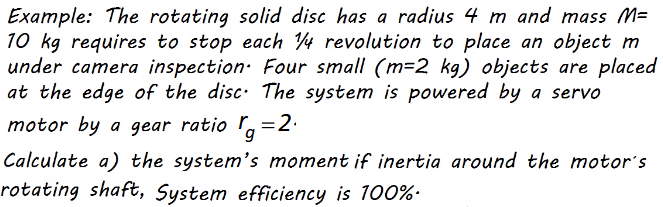 Example: The rotating solid disc has a radius 4 m and mass M=
10 kg requires to stop each ¼ revolution to place an object m
under camera inspection. Four small (m=2 kg) objects are placed
at the edge of the disc. The system is powered by a servo
motor by a gear ratio r_g =2.
Calculate a) the system's moment if inertia around the motor's
rotating shaft, System efficiency is 100%.